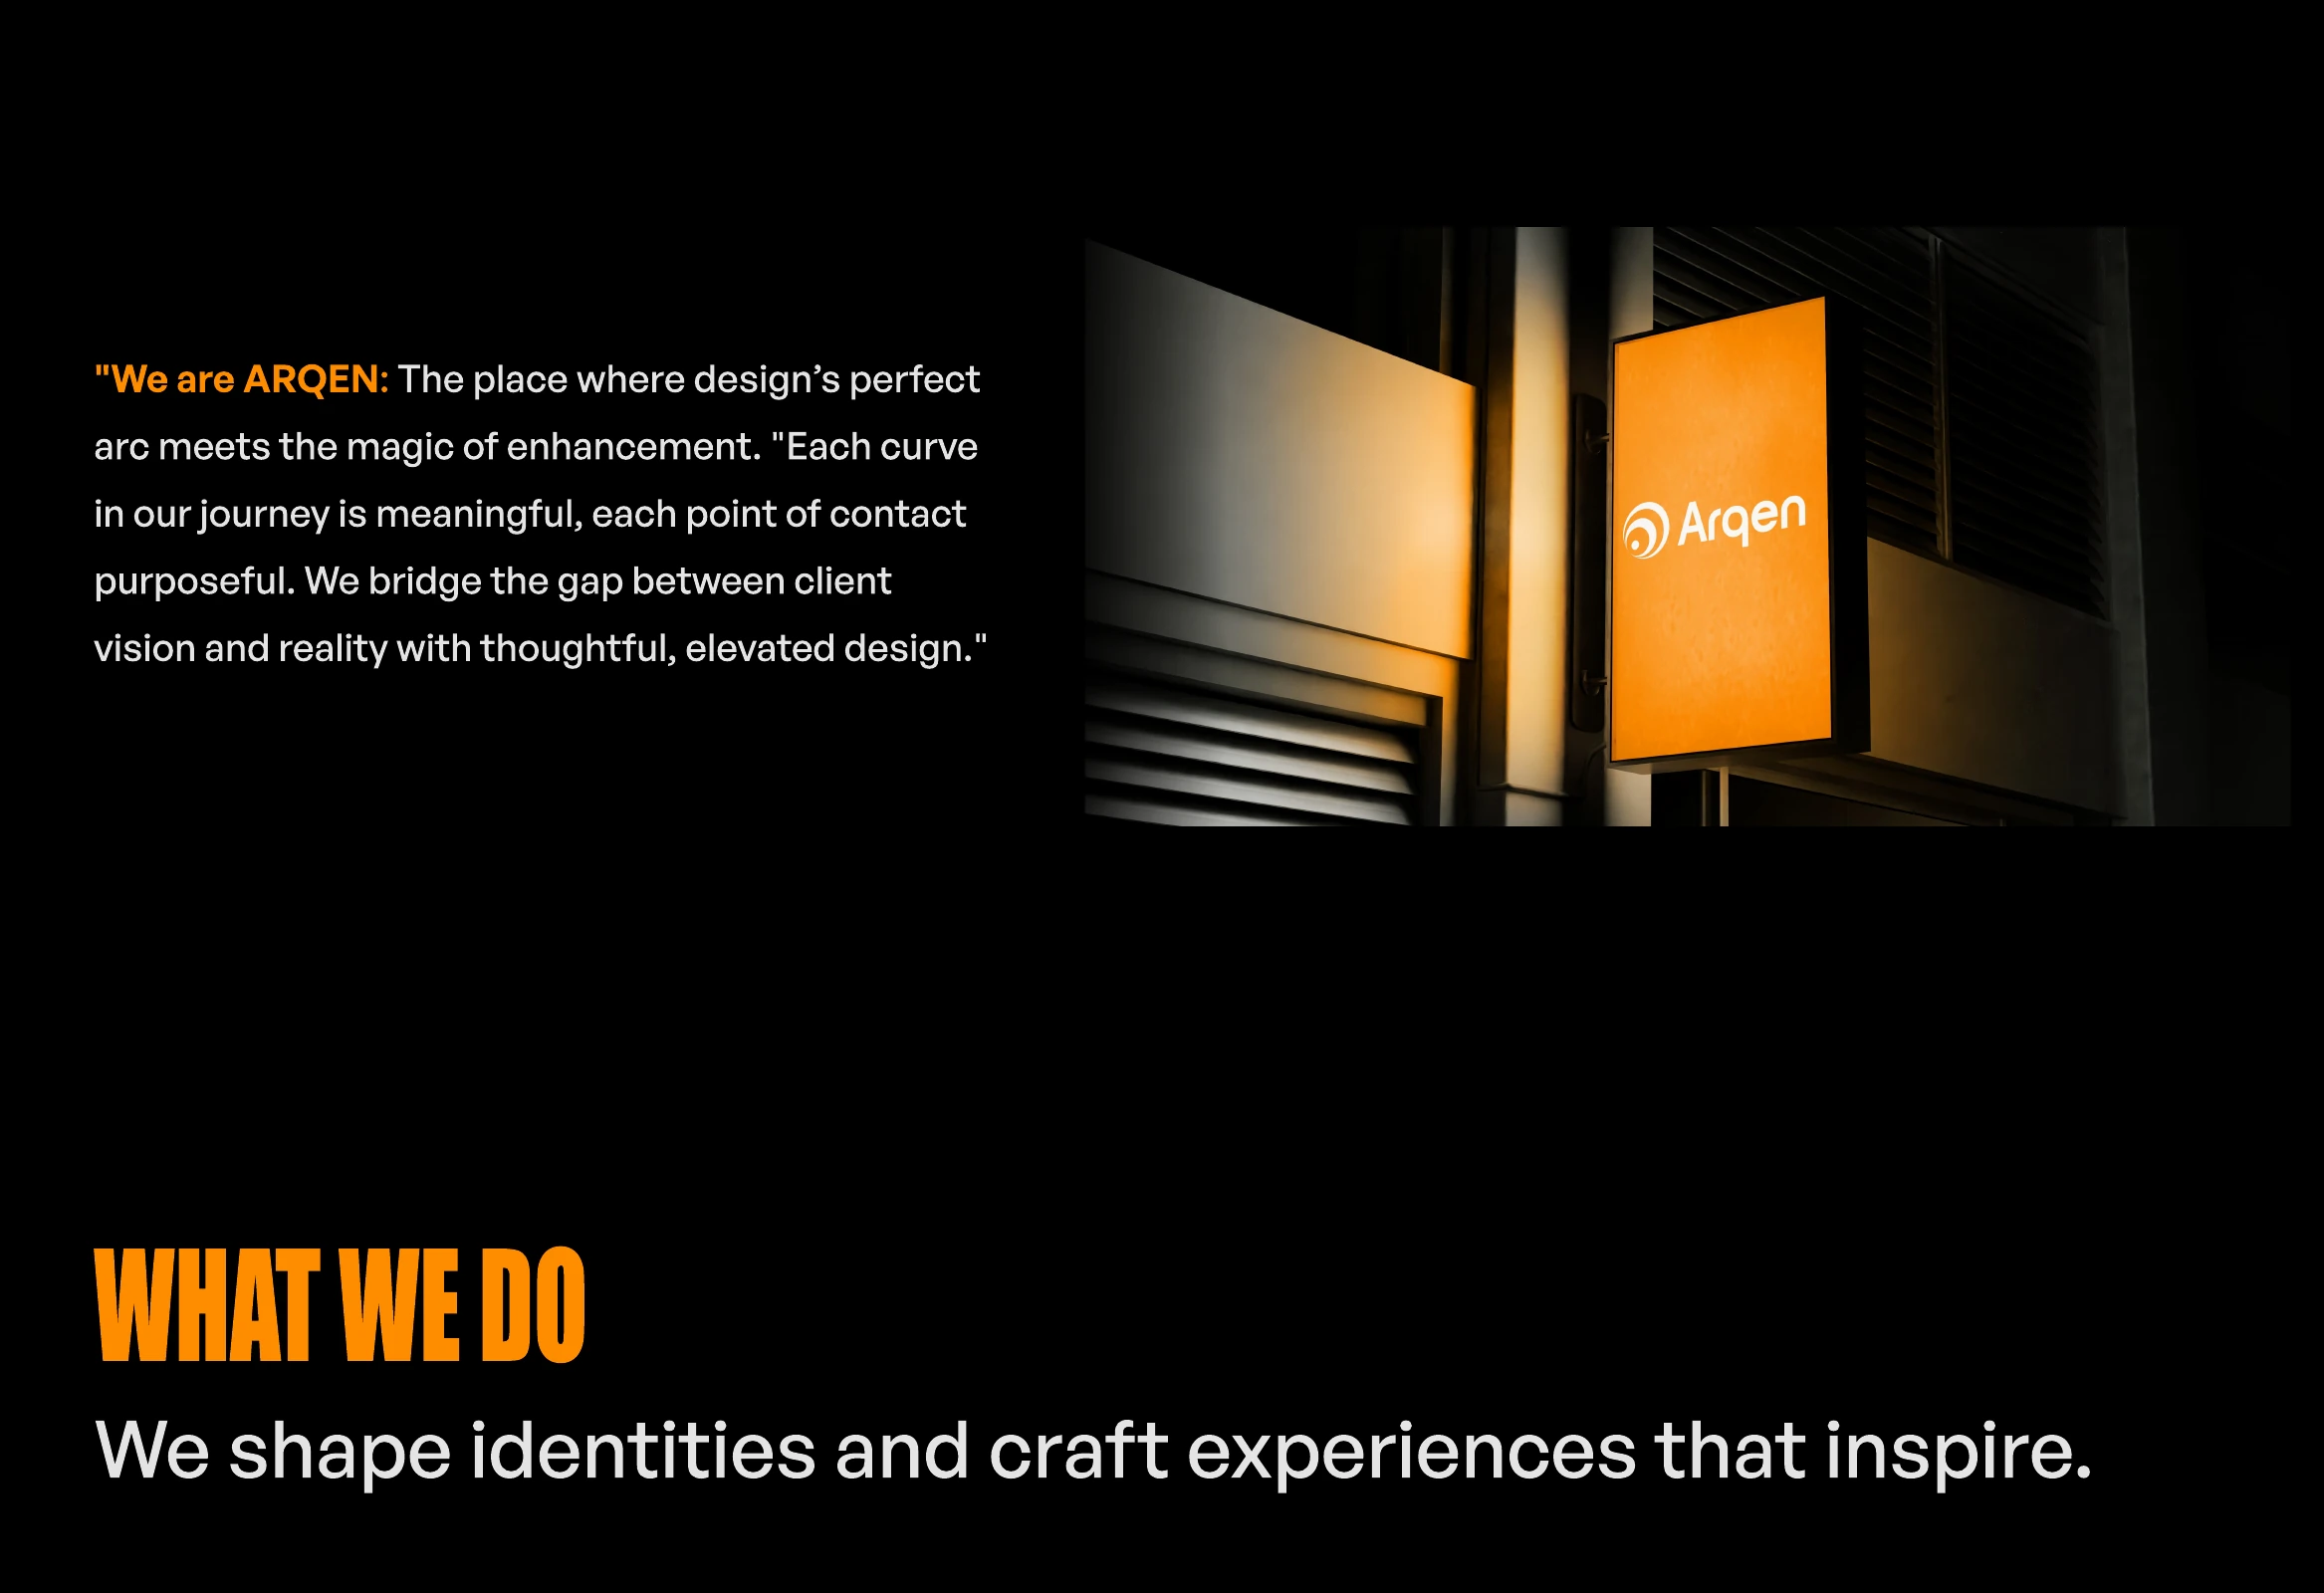 "We are ARQEN: The place where design’s perfect
arc meets the magic of enhancement. "Each curve
in our journey is meaningful, each point of contact
purposeful. We bridge the gap between client
vision and reality with thoughtful, elevated design."
Arqen
WHAT WE DO
We shape identities and craft experiences that inspire.